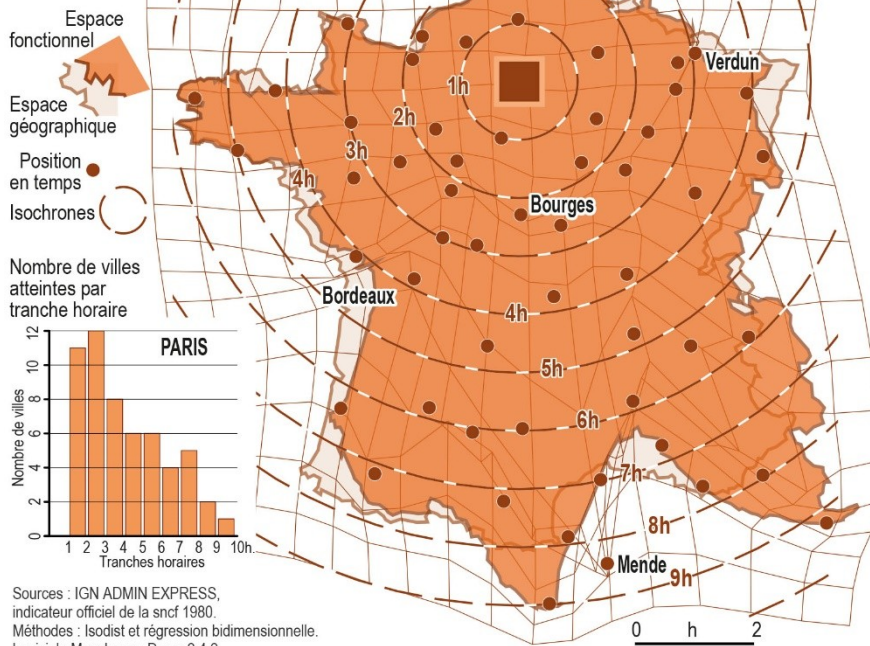 Espace
fonctionnel
Espace
géographique
Position
en temps
Isochrones
Nombre de villes
atteintes par
tranche horaire
PARIS
Nombre de villes
12
10
8
6
4
2
0
1 2 3 4 5 6 7 8 9 10h.
Tranches horaires
Sources : IGN ADMIN EXPRESS,
indicateur officiel de la sncf 1980.
Méthodes : Isodist et régression bidimensionnelle.
1h
2h
3h
4h
Verdun
Bourges
Bordeaux
4h
5h
6h
7h
8h
Mende
9h
0 h 2